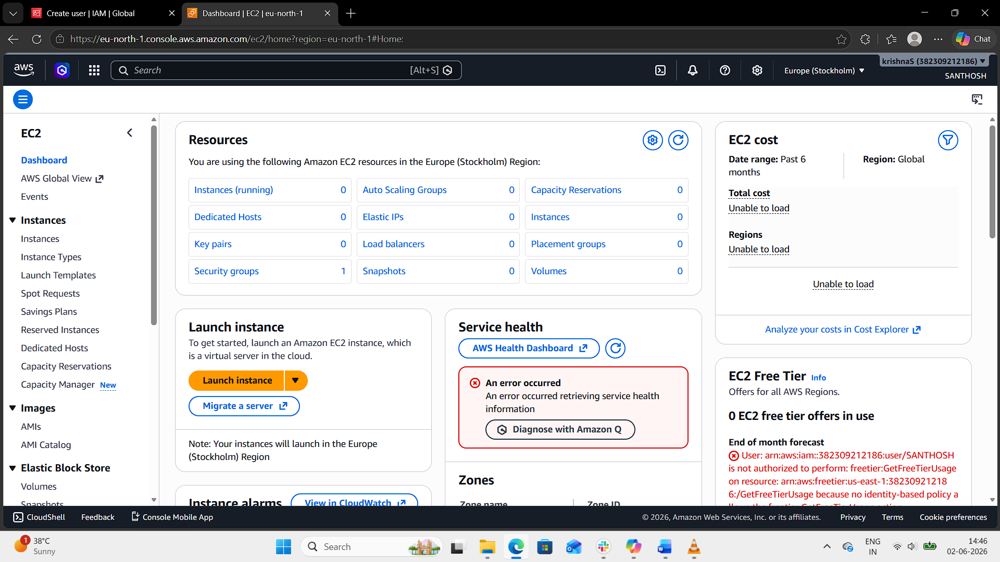 Create user | IAM | Global
Dashboard | EC2 | eu-north-1
https://eu-north-1.console.aws.amazon.com/ec2/home?region=eu-north-1#Home:
Chat
aws
Search
[Alt+S]
Europe (Stockholm)
krishnaS (382309212186)
SANTHOSH
EC2
Dashboard
AWS Global View
Events
Instances
Instances
Instance Types
Launch Templates
Spot Requests
Savings Plans
Reserved Instances
Dedicated Hosts
Capacity Reservations
Capacity Manager New
Images
AMIs
AMI Catalog
Elastic Block Store
Volumes
Snapshots
Resources
You are using the following Amazon EC2 resources in the Europe (Stockholm) Region:
Instances (running) 0
Auto Scaling Groups 0
Capacity Reservations 0
Dedicated Hosts 0
Elastic IPs 0
Instances 0
Key pairs 0
Load balancers 0
Placement groups 0
Security groups 1
Snapshots 0
Volumes 0
Launch instance
To get started, launch an Amazon EC2 instance, which
is a virtual server in the cloud.
Launch instance
Migrate a server
Note: Your instances will launch in the Europe
(Stockholm) Region
Instance alarms
View in CloudWatch
Service health
AWS Health Dashboard
An error occurred
An error occurred retrieving service health
information
Diagnose with Amazon Q
Zones
Zone name
Zone ID
EC2 cost
Date range: Past 6
months
Region: Global
Total cost
Unable to load
Regions
Unable to load
Unable to load
Analyze your costs in Cost Explorer
EC2 Free Tier Info
Offers for all AWS Regions.
0 EC2 free tier offers in use
End of month forecast
User: arn:aws:iam::382309212186:user/SANTHOSH
is not authorized to perform: freetier:GetFreeTierUsage
on resource: arn:aws:freetier:us-east-1:38230921218
6:/GetFreeTierUsage because no identity-based policy a
llows the freetier:GetFreeTierUsage action
CloudShell
Feedback
Console Mobile App
© 2026, Amazon Web Services, Inc. or its affiliates.
Privacy
Terms
Cookie preferences
1
38°C
Sunny
Search
ENG
IN
14:46
02-06-2026